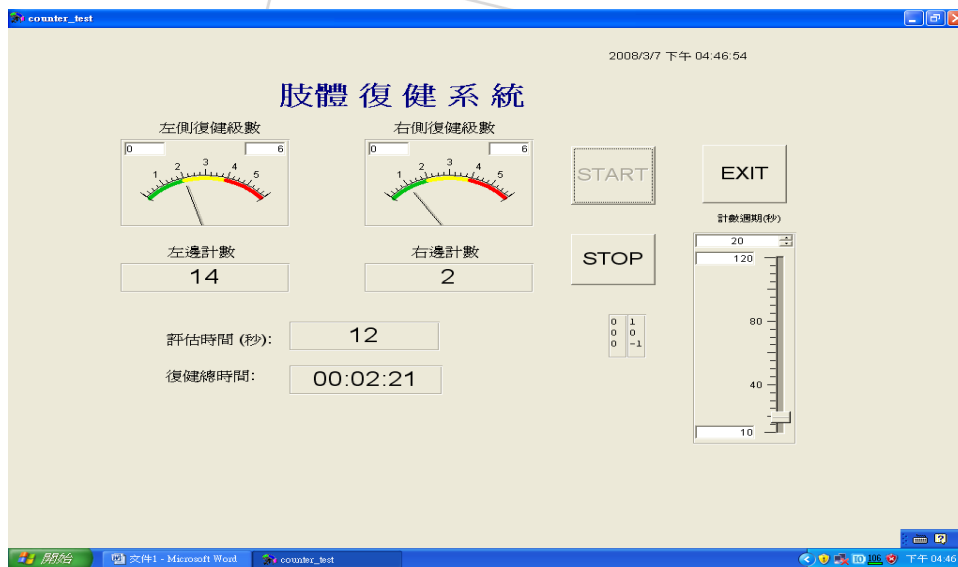 counter_test
2008/3/7 下午 04:46:54
肢體復健系統
左側復健級數
右側復健級數
0 6
0 6
1 2 3 4 5
1 2 3 4 5
START
EXIT
計數週期(秒)
20
左邊計數
右邊計數
14
2
STOP
120
80
40
10
評估時間 (秒):
12
0 1
0 0
0 -1
復健總時間:
00:02:21
開始
交件1 - Microsoft Word
counter_test
106
下午 04:46